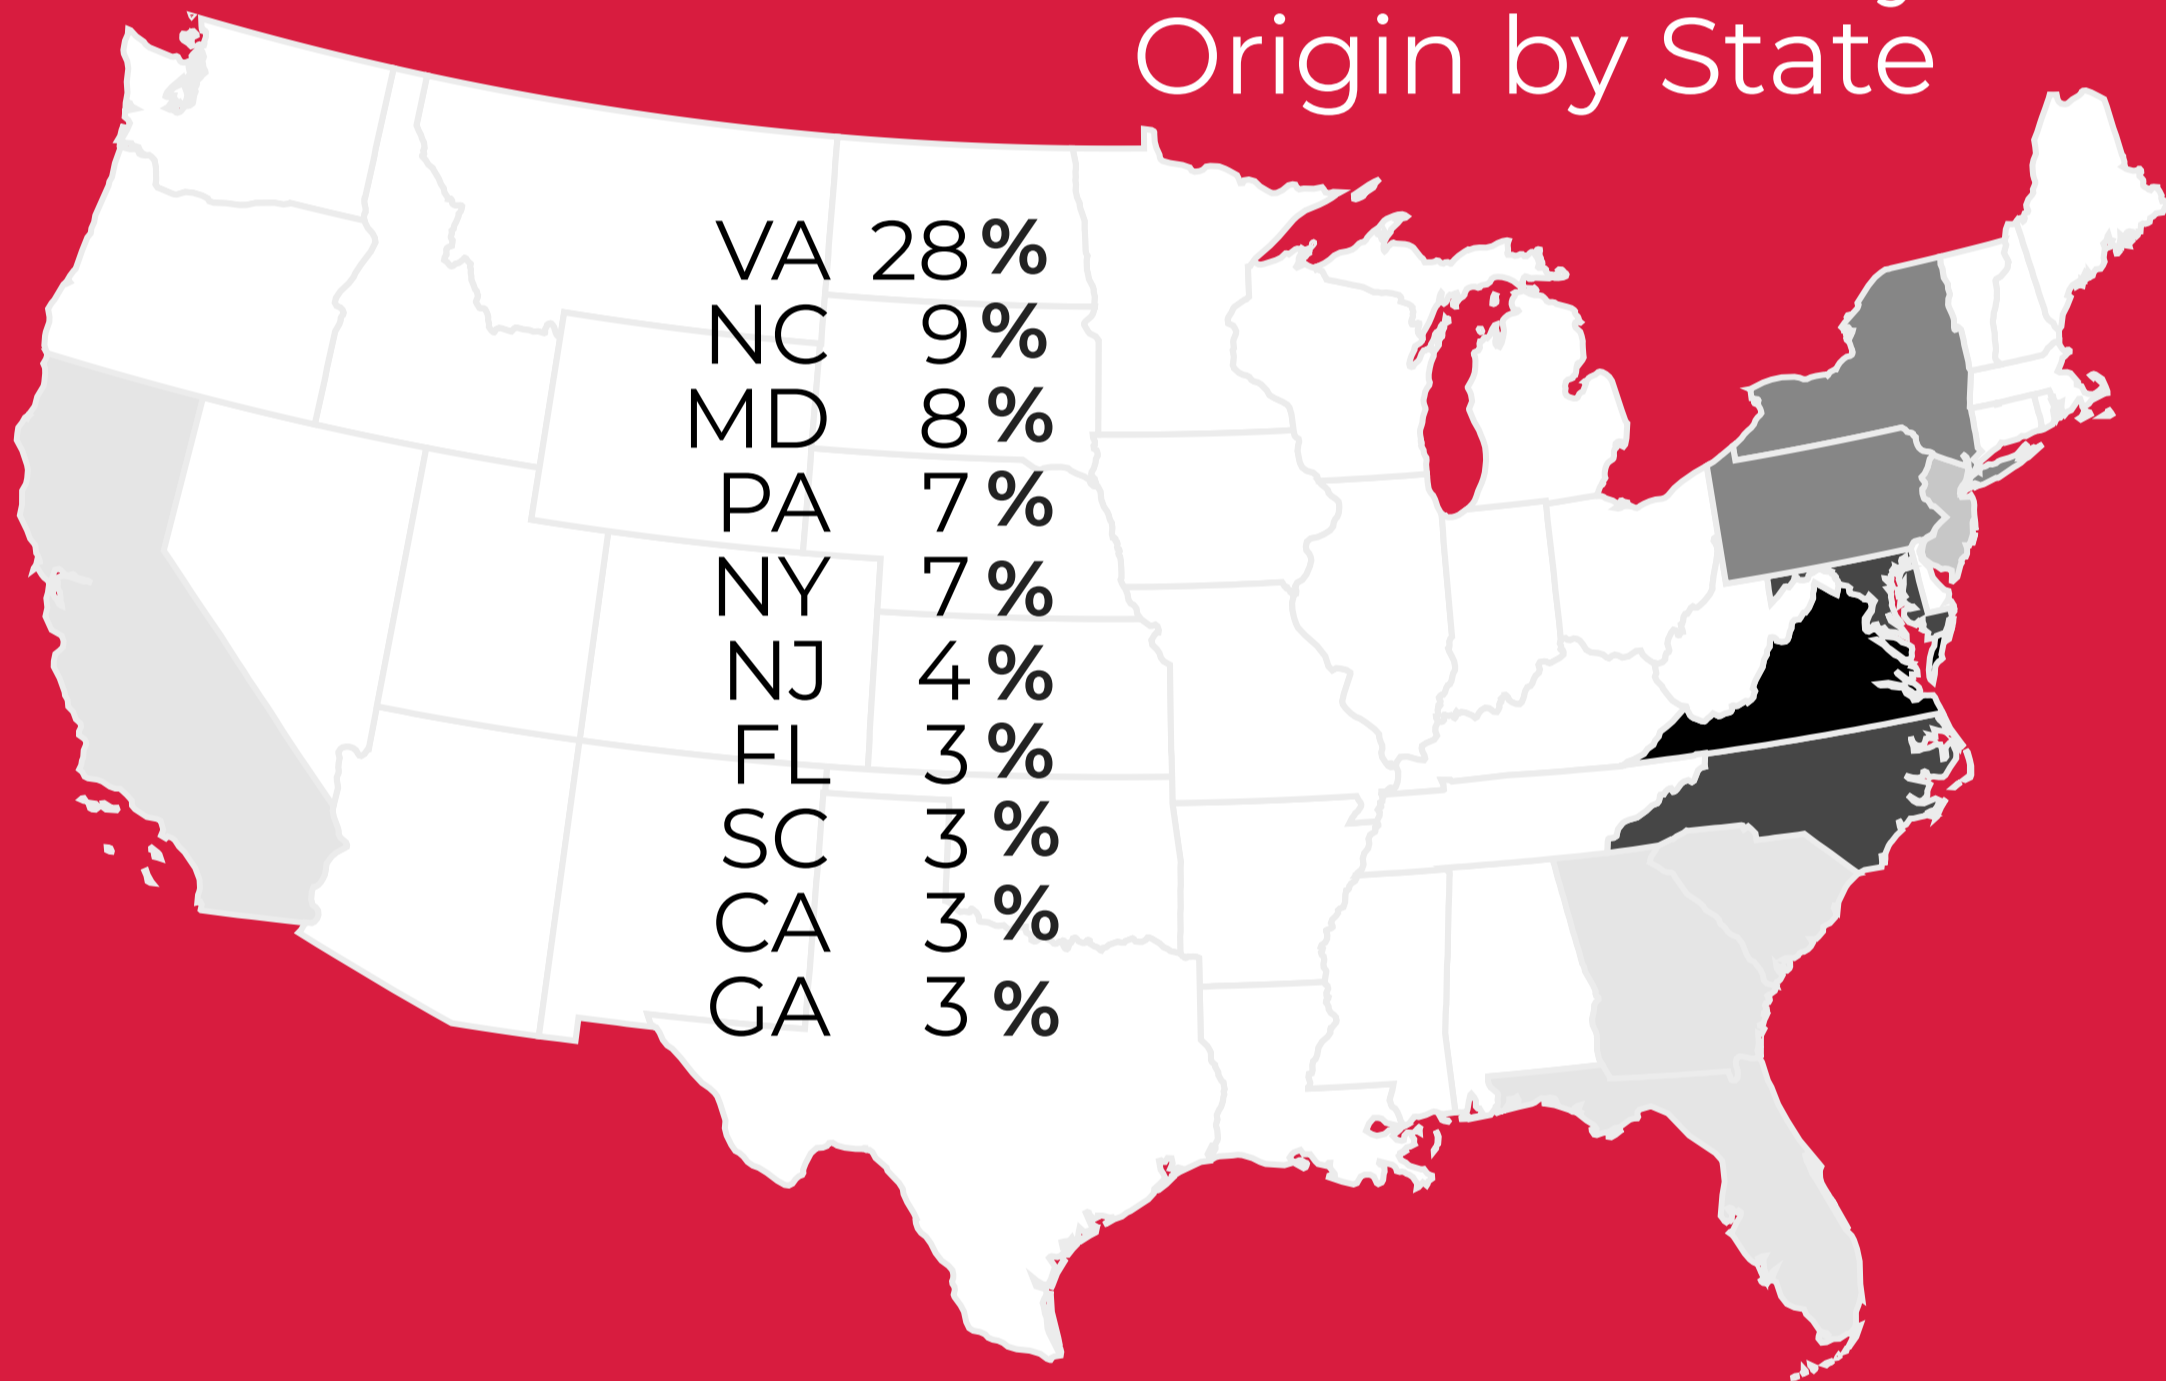 Origin by State
VA 28%
NC 9%
MD 8%
PA 7%
NY 7%
NJ 4%
FL 3%
SC 3%
CA 3%
GA 3%